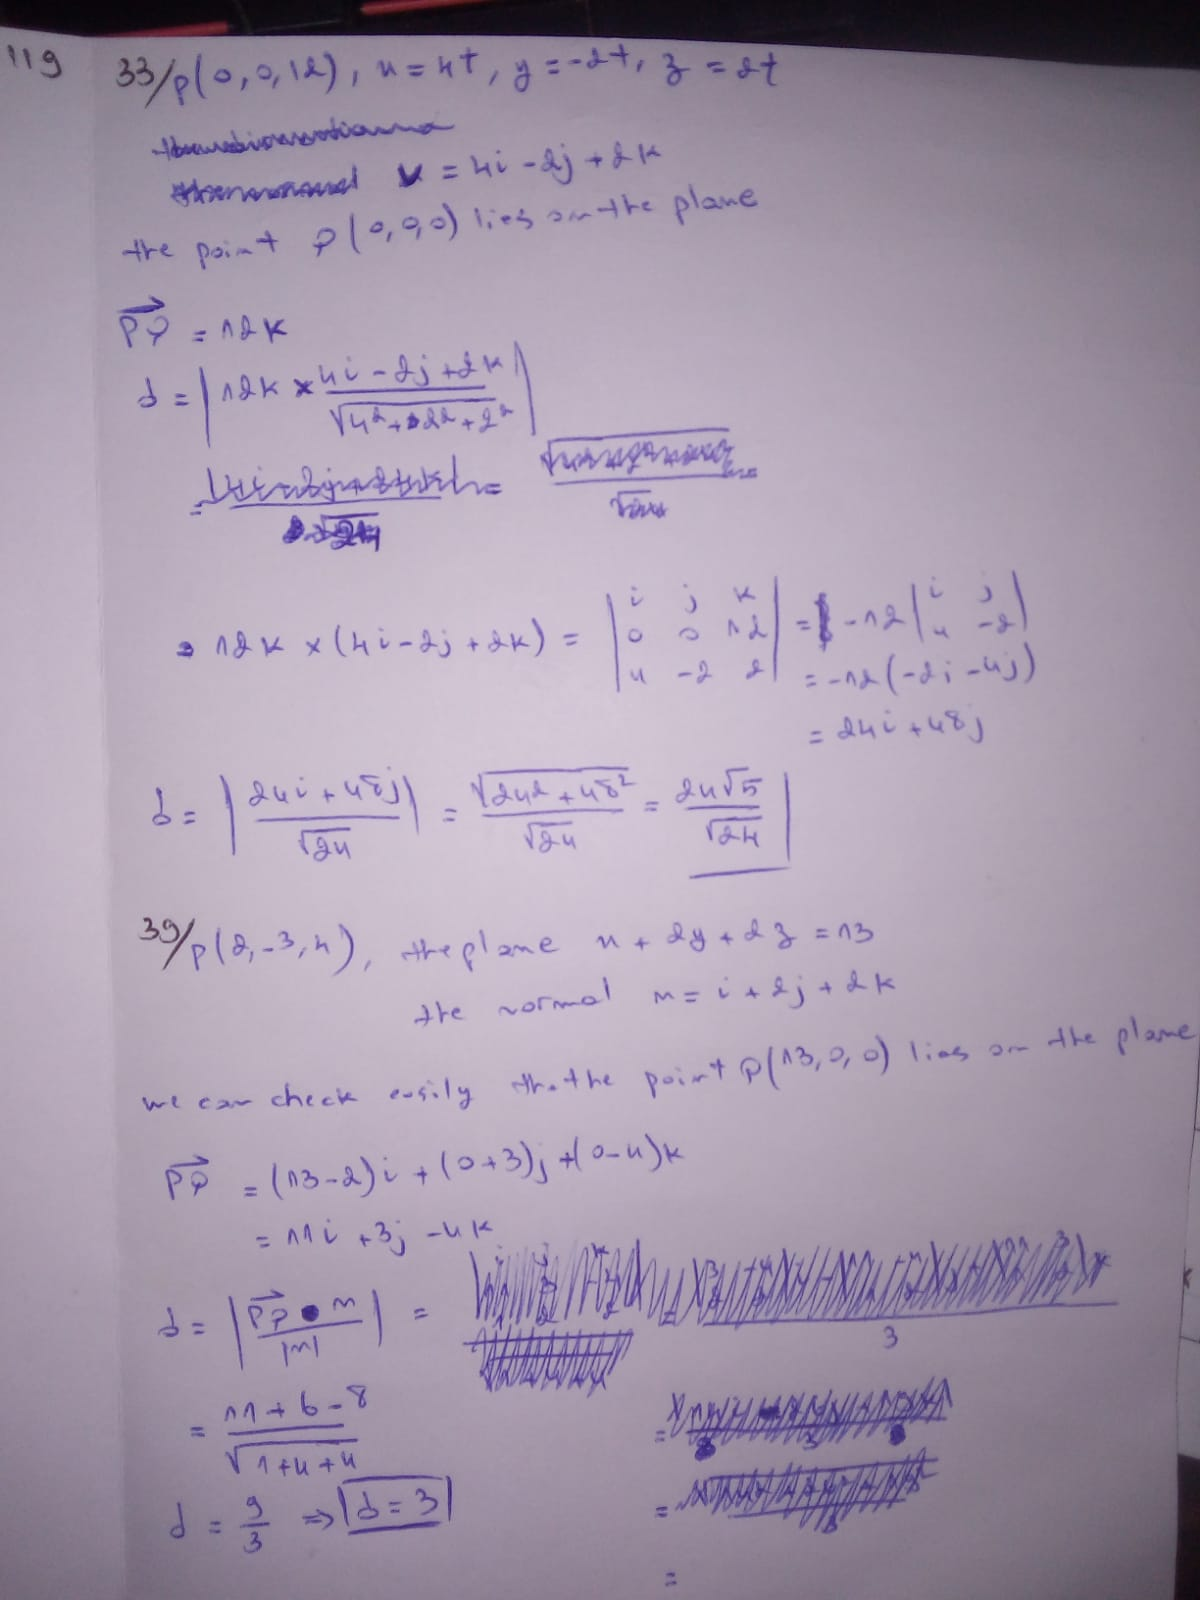 119
33/ P(0,0,12), x=4t, y=-2t, z=2t
v = 4i -2j +2k
the point Q(0,0,0) lies on the plane
PQ = 12k
d = | 12k × (4i - 2j + 2k)/√(4²+2²+2²) |
12k × (4i-2j+2k) = | i j k ; 0 0 12 ; 4 -2 2 | = -12 | i j ; 4 -2 |
= -12(-2i -4j)
= 24i + 48j
d = | (24i + 48j)/√24 | = √(24²+48²)/√24 = 24√5/√24
39/ P(2,-3,4), the plane x + 2y + 2z = 13
the normal n = i + 2j + 2k
we can check easily tha the point Q(13,0,0) lies on the plane
PQ = (13-2)i + (0+3)j + (0-4)k
= 11i +3j -4k
d = | PQ • n / |n| | =
3
= (11+6-8)/√(1+4+4)
=
d = 9/3 ⇒ |d=3|
=
=